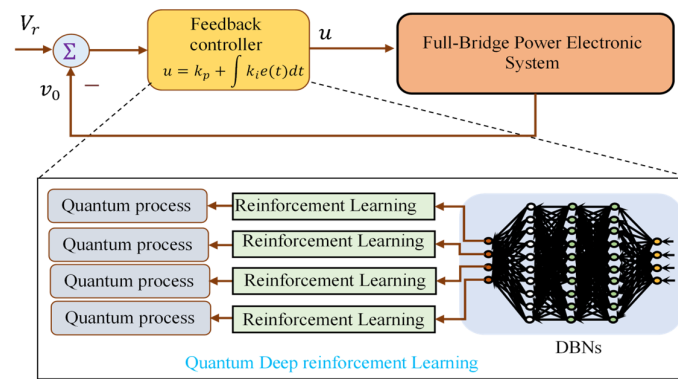 V_r
Σ
v_0
−
Feedback
controller
u = k_p + ∫ k_i e(t)dt
u
Full-Bridge Power Electronic
System
Quantum process
Reinforcement Learning
Quantum process
Reinforcement Learning
Quantum process
Reinforcement Learning
Quantum process
Reinforcement Learning
DBNs
Quantum Deep reinforcement Learning